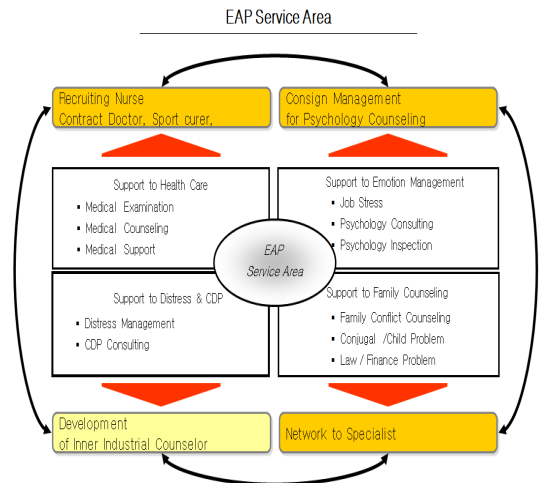 EAP Service Area
Recruiting Nurse
Contract Doctor, Sport curer,
Consign Management
for Psychology Counseling
Support to Health Care
▪ Medical Examination
▪ Medical Counseling
▪ Medical Support
Support to Emotion Management
▪ Job Stress
▪ Psychology Consulting
▪ Psychology Inspection
EAP
Service Area
Support to Distress & CDP
▪ Distress Management
▪ CDP Consulting
Support to Family Counseling
▪ Family Conflict Counseling
▪ Conjugal /Child Problem
▪ Law / Finance Problem
Development
of Inner Industrial Counselor
Network to Specialist